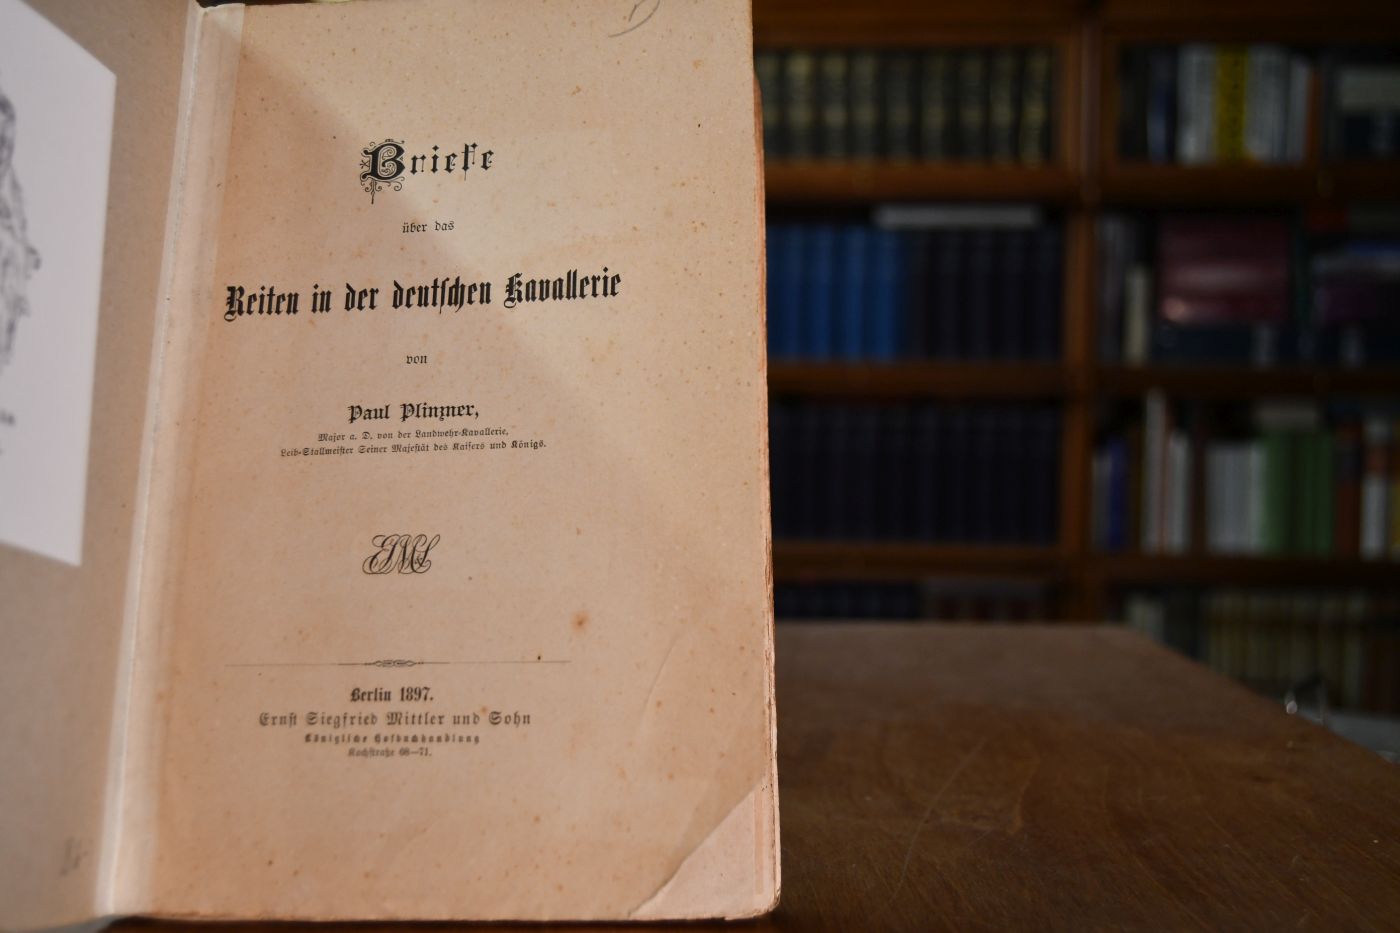 Briefe
über das
Reiten in der deutſchen Kavallerie
von
Paul Plinzner,
Major a. D. von der Landwehr-Kavallerie,
Leib-Stallmeiſter Seiner Majeſtät des Kaiſers und Königs.
ESMS
Berlin 1897.
Ernſt Siegfried Mittler und Sohn
Königliche Hofbuchhandlung
Kochſtraße 68—71.